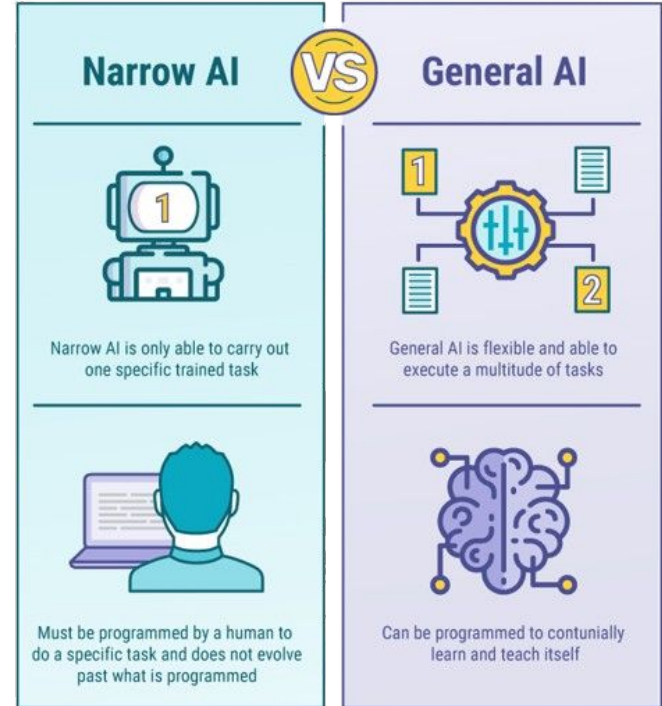 Narrow AI
VS
General AI
1
Narrow AI is only able to carry out
one specific trained task
1
2
General AI is flexible and able to
execute a multitude of tasks
Must be programmed by a human to
do a specific task and does not evolve
past what is programmed
Can be programmed to contunially
learn and teach itself